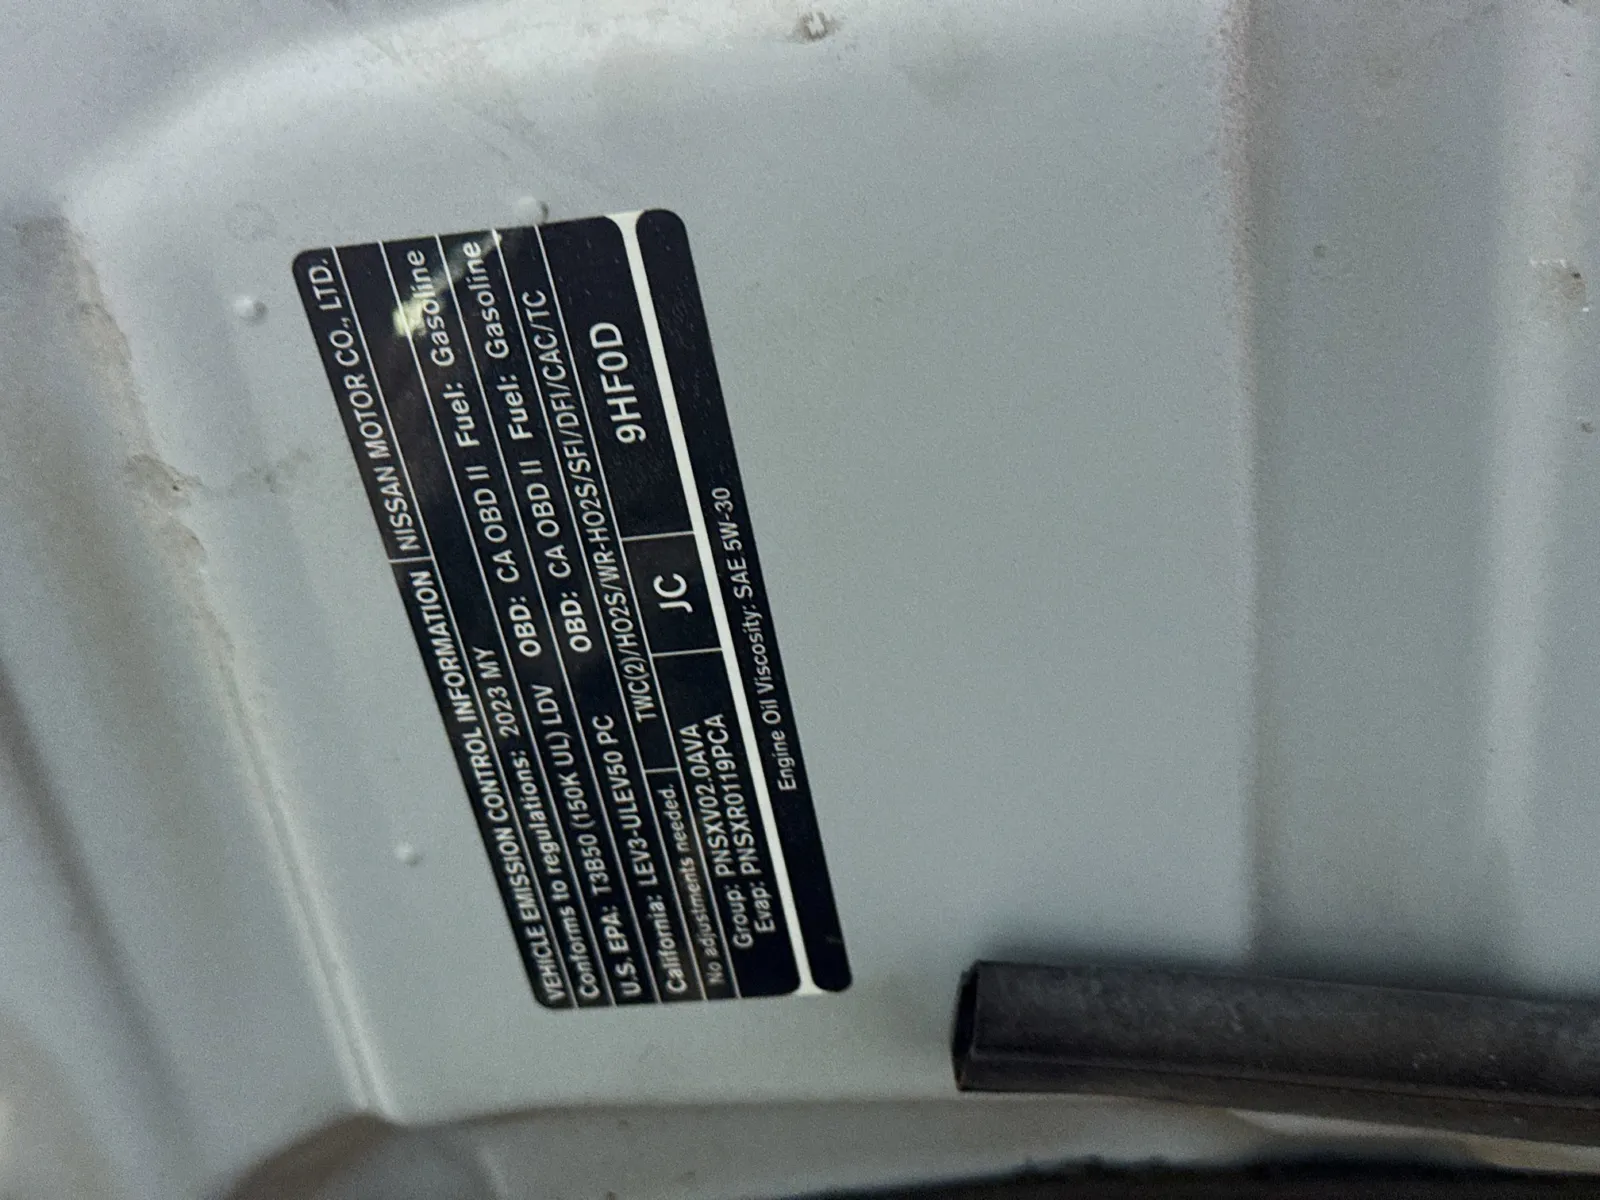 VEHICLE EMISSION CONTROL INFORMATION NISSAN MOTOR CO., LTD.
Conforms to regulations: 2023 MY
U.S. EPA: T3B50 (150K UL) LDV OBD: CA OBD II Fuel: Gasoline
California: LEV3-ULEV50 PC OBD: CA OBD II Fuel: Gasoline
No adjustments needed. TWC(2)/HO2S/WR-HO2S/SFI/DFI/CAC/TC
Group: PNSXV02.0AVA JC 9HF0D
Evap: PNSXR0119PCA
Engine Oil Viscosity: SAE 5W-30